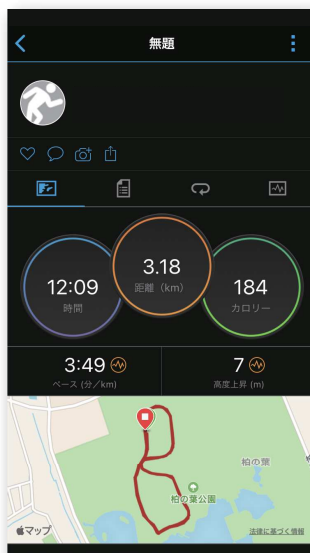 無題
12:09
時間
3.18
距離 (km)
184
カロリー
3:49
ペース (分/km)
7
高度上昇 (m)
柏の葉
柏の葉公園
マップ
法律に基づく情報